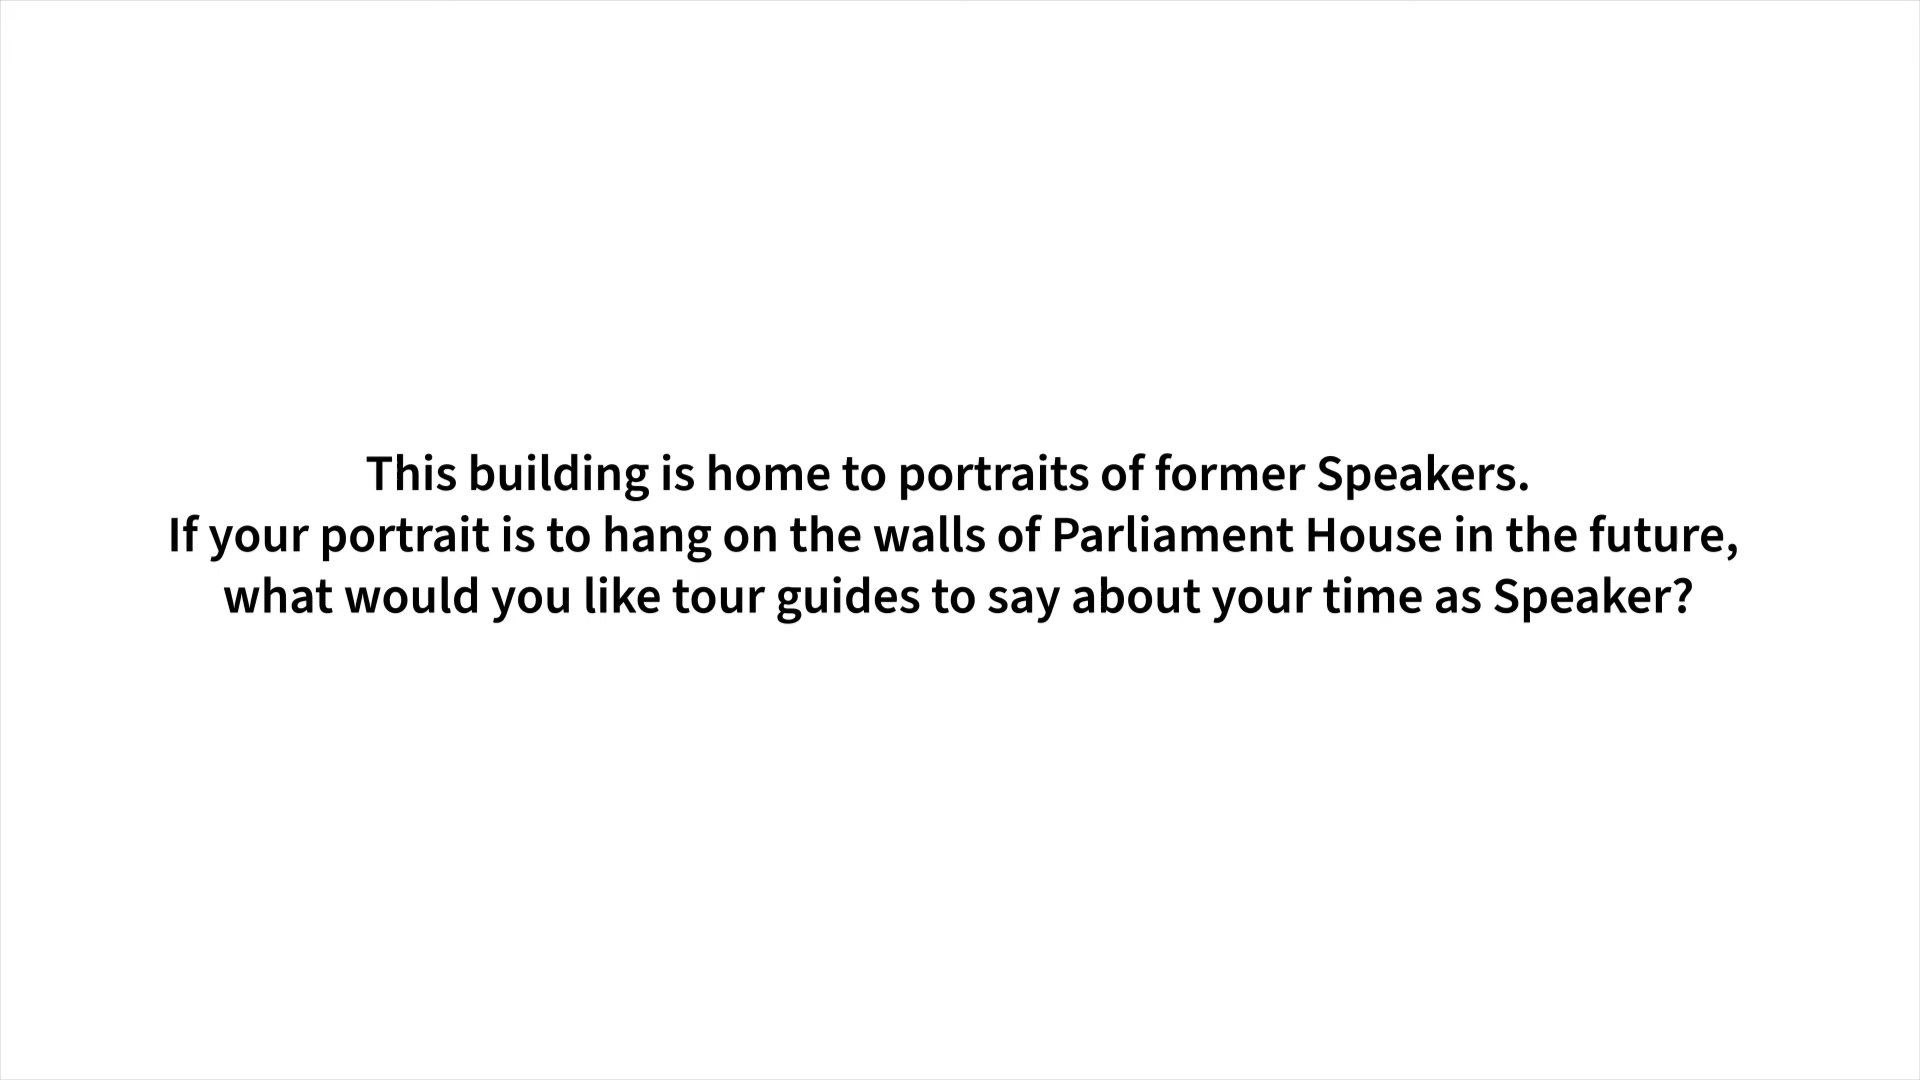 This building is home to portraits of former Speakers.
If your portrait is to hang on the walls of Parliament House in the future,
what would you like tour guides to say about your time as Speaker?